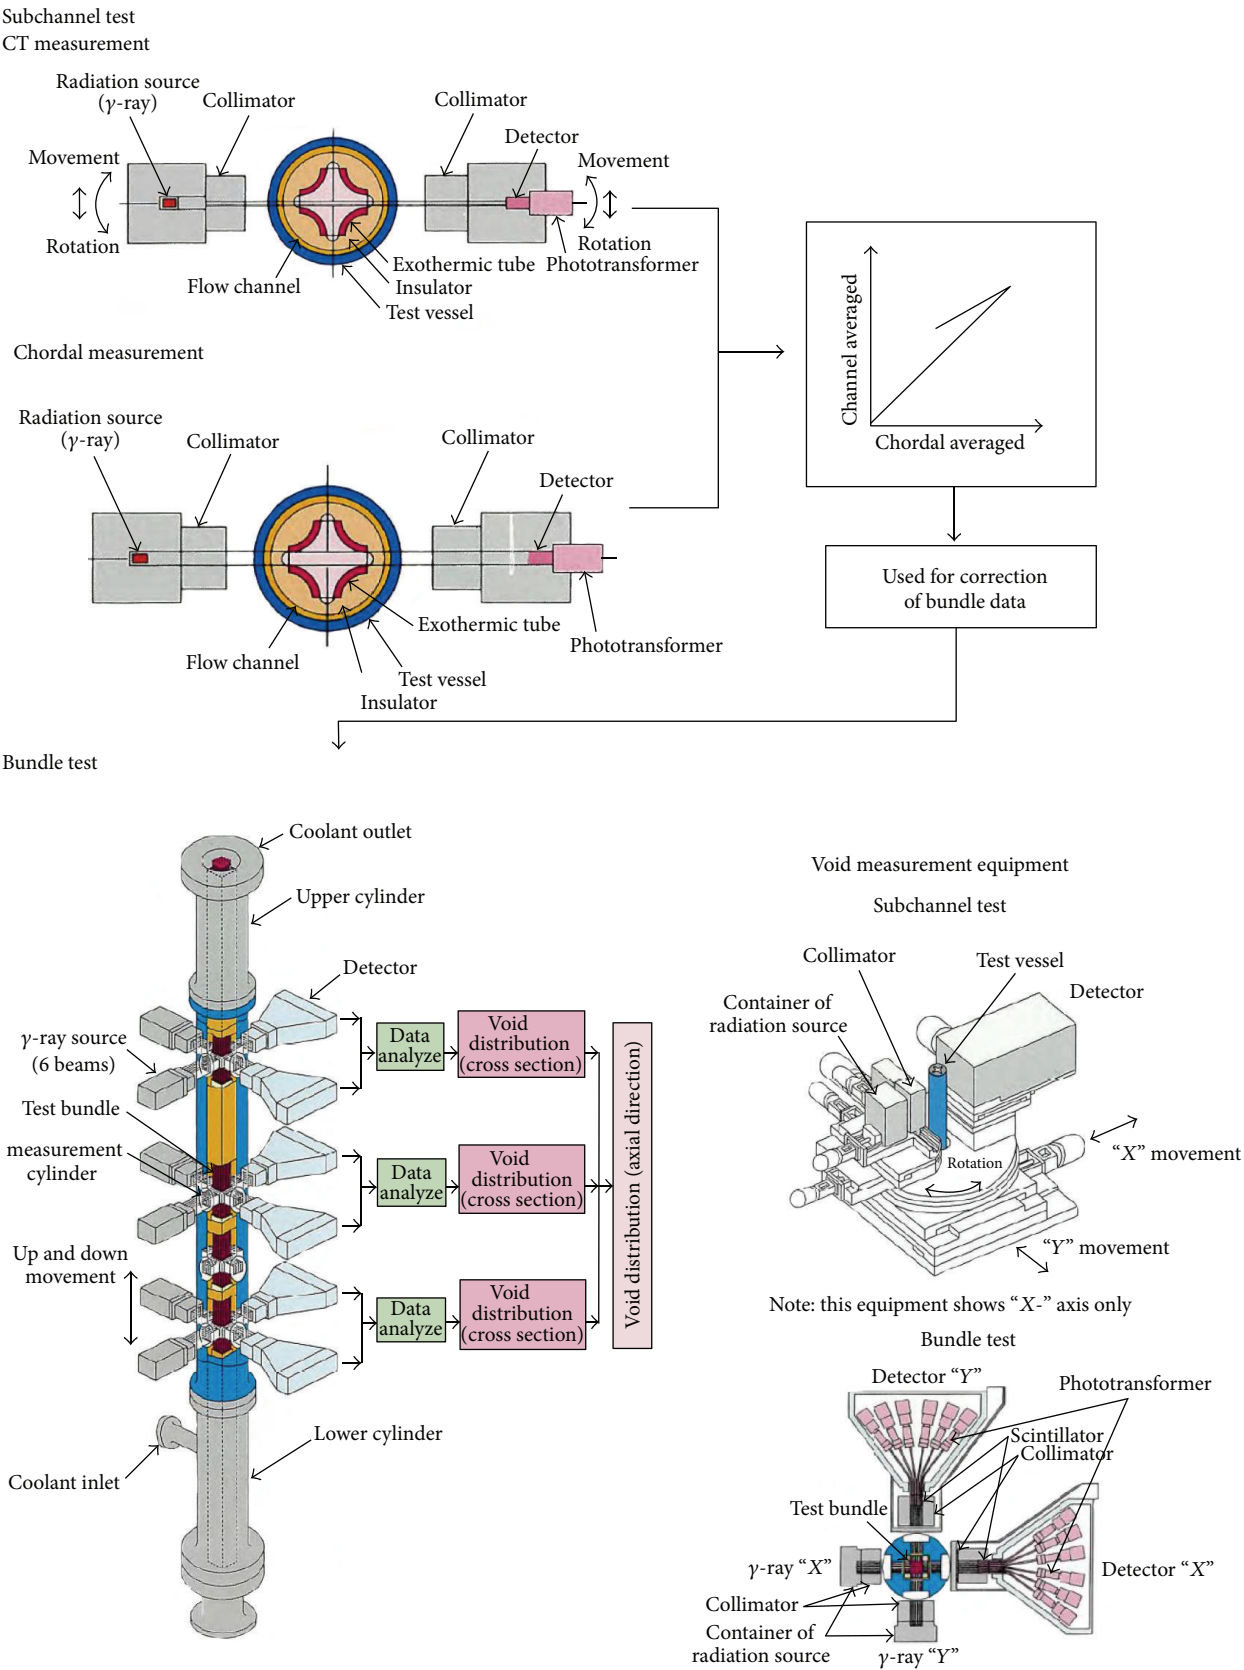 Subchannel test
CT measurement
Radiation source
(γ-ray)
Collimator
Collimator
Detector
Movement
Movement
Rotation
Rotation
Exothermic tube
Phototransformer
Flow channel
Insulator
Test vessel
Channel averaged
Chordal averaged
Chordal measurement
Radiation source
(γ-ray)
Collimator
Collimator
Detector
Exothermic tube
Phototransformer
Flow channel
Test vessel
Insulator
Used for correction
of bundle data
Bundle test
Coolant outlet
Upper cylinder
Detector
γ-ray source
(6 beams)
Test bundle
measurement
cylinder
Up and down
movement
Lower cylinder
Coolant inlet
Data
analyze
Void
distribution
(cross section)
Data
analyze
Void
distribution
(cross section)
Data
analyze
Void
distribution
(cross section)
Void distribution (axial direction)
Void measurement equipment
Subchannel test
Collimator
Test vessel
Container of
radiation source
Detector
Rotation
“X” movement
“Y” movement
Note: this equipment shows “X-” axis only
Bundle test
Detector “Y”
Phototransformer
Scintillator
Collimator
Test bundle
γ-ray “X”
Detector “X”
Collimator
Container of
radiation source
γ-ray “Y”